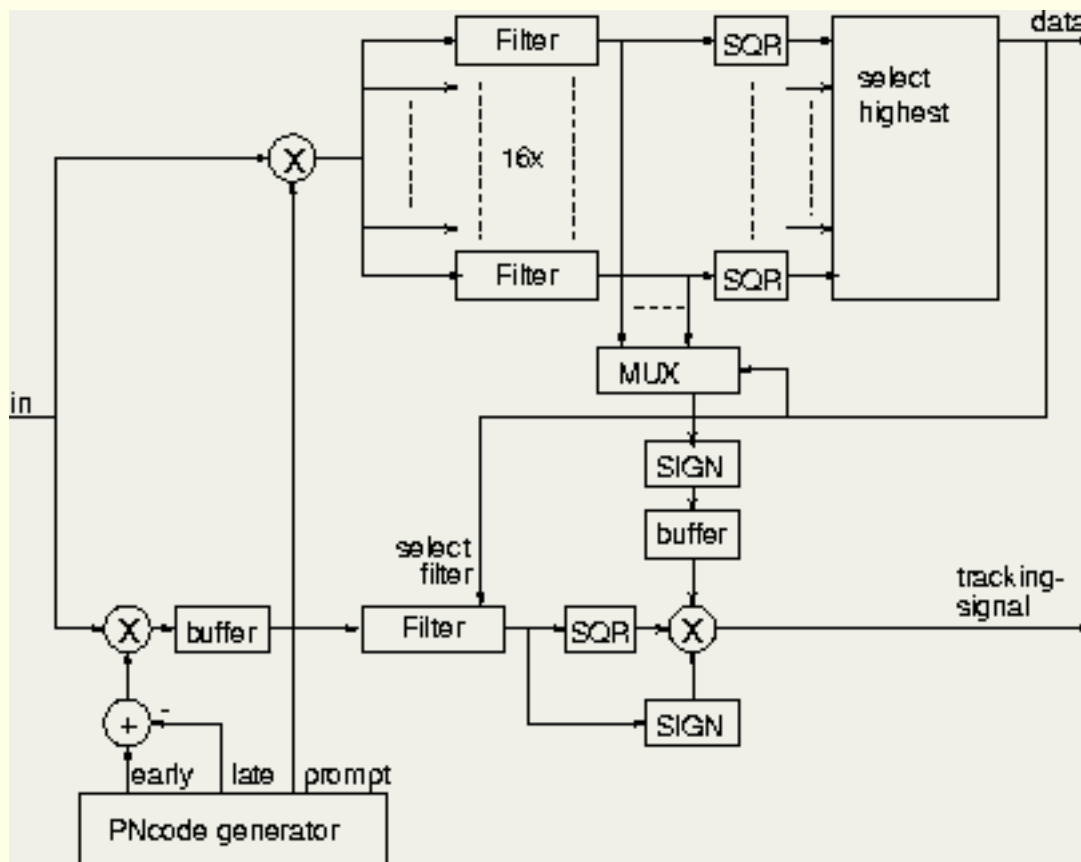 data
Filter
SQR
select
highest
X
16x
Filter
SQR
MUX
in
SIGN
buffer
select
filter
tracking-
signal
X
buffer
Filter
SQR
X
+
-
SIGN
early
late
prompt
PNcode generator